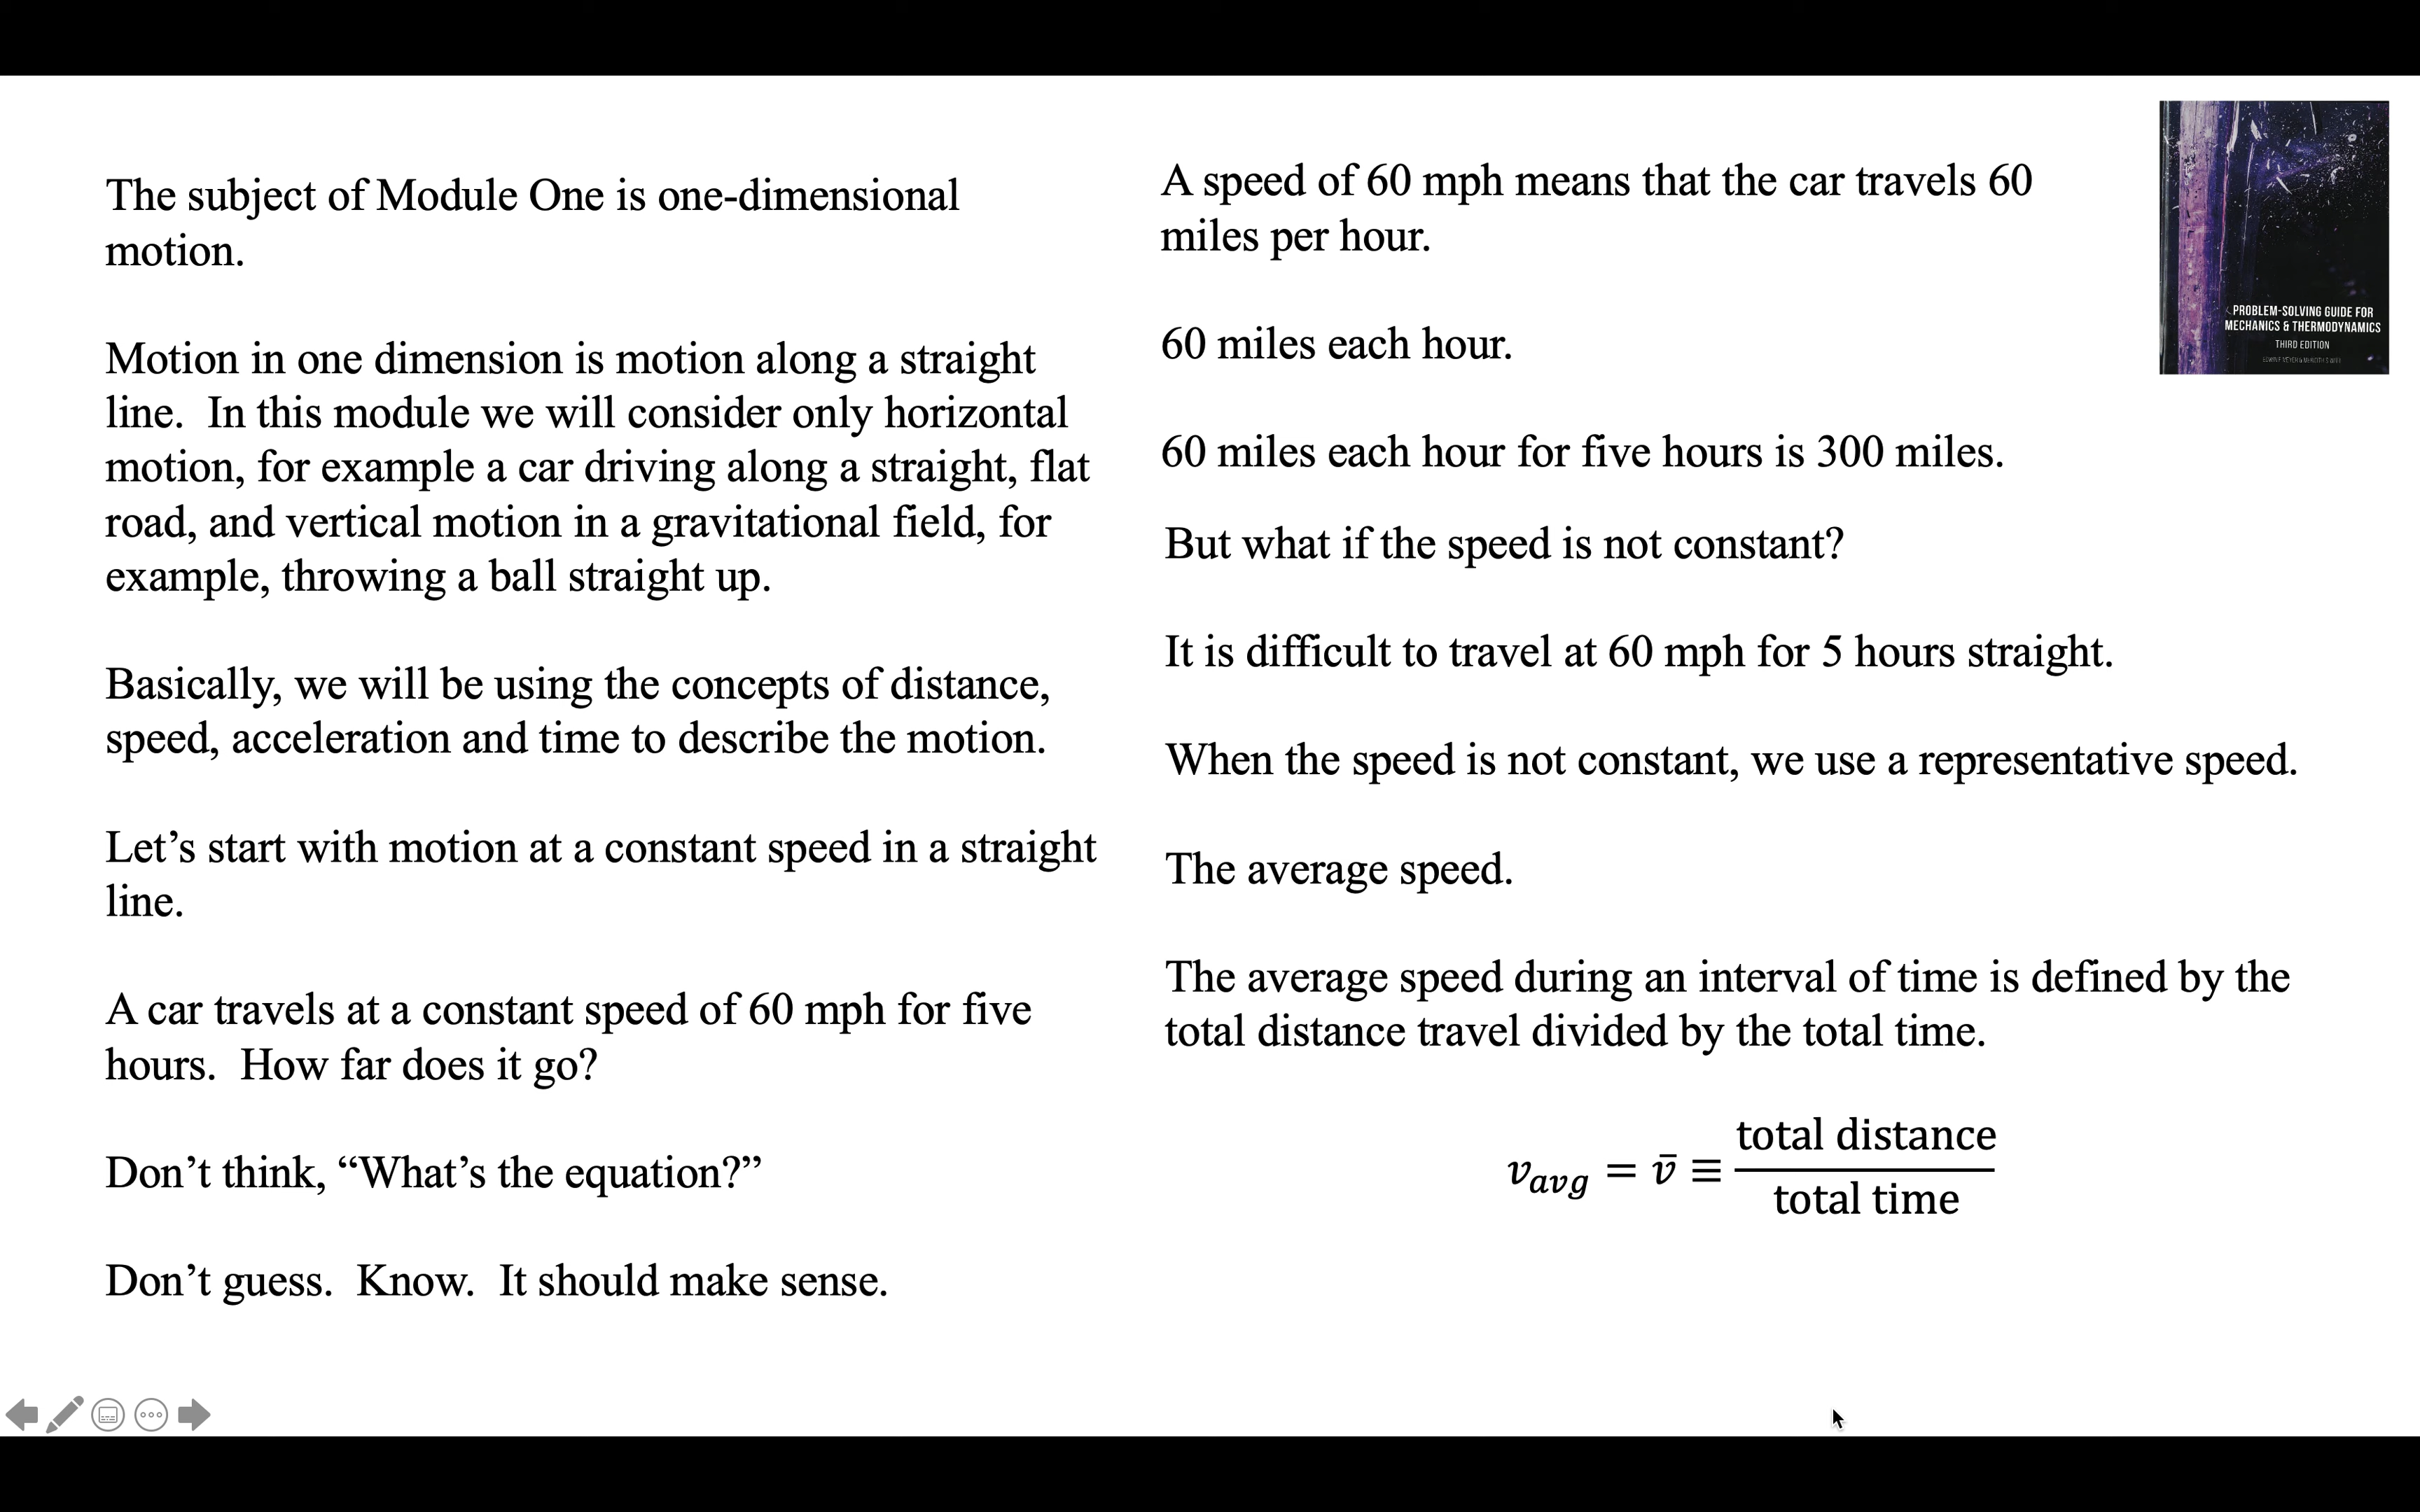 The subject of Module One is one-dimensional
motion.
Motion in one dimension is motion along a straight
line.  In this module we will consider only horizontal
motion, for example a car driving along a straight, flat
road, and vertical motion in a gravitational field, for
example, throwing a ball straight up.
Basically, we will be using the concepts of distance,
speed, acceleration and time to describe the motion.
Let’s start with motion at a constant speed in a straight
line.
A car travels at a constant speed of 60 mph for five
hours.  How far does it go?
Don’t think, “What’s the equation?”
Don’t guess.  Know.  It should make sense.
A speed of 60 mph means that the car travels 60
miles per hour.
60 miles each hour.
60 miles each hour for five hours is 300 miles.
But what if the speed is not constant?
It is difficult to travel at 60 mph for 5 hours straight.
When the speed is not constant, we use a representative speed.
The average speed.
The average speed during an interval of time is defined by the
total distance travel divided by the total time.
v_avg = v̄ ≡ total distance / total time
PROBLEM-SOLVING GUIDE FOR
MECHANICS & THERMODYNAMICS
THIRD EDITION